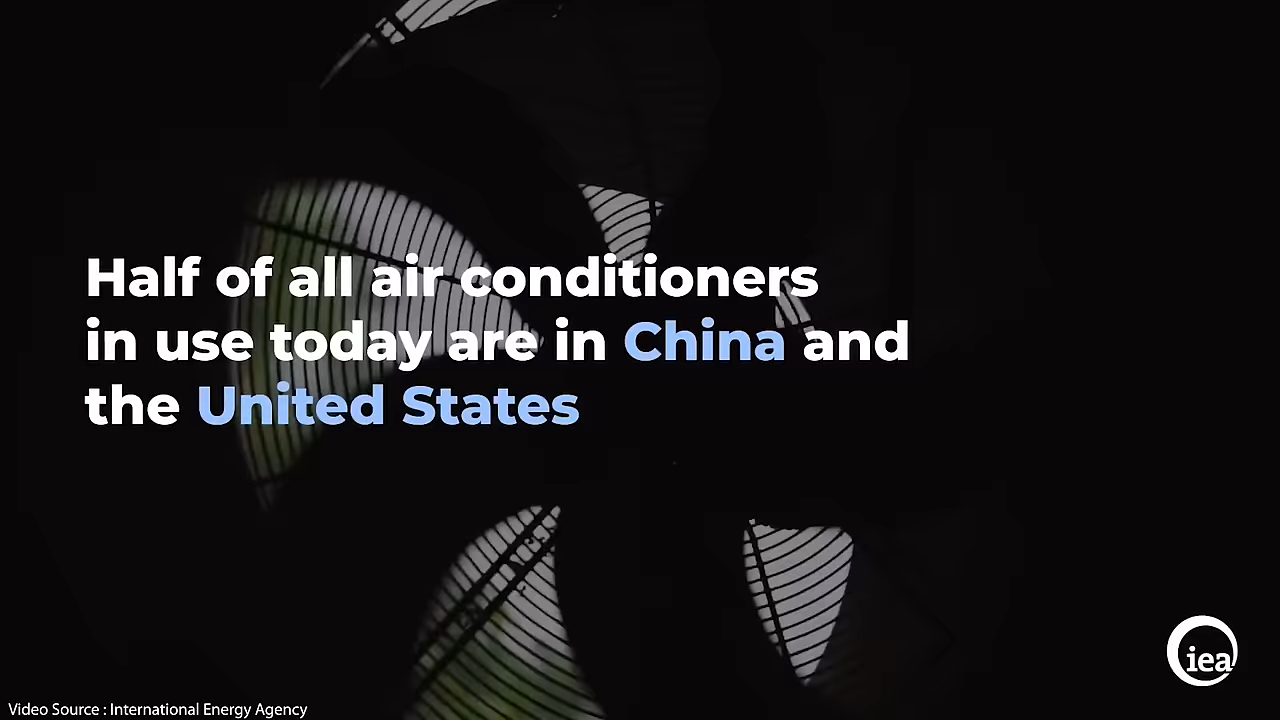 Half of all air conditioners
in use today are in China and
the United States
iea
Video Source : International Energy Agency